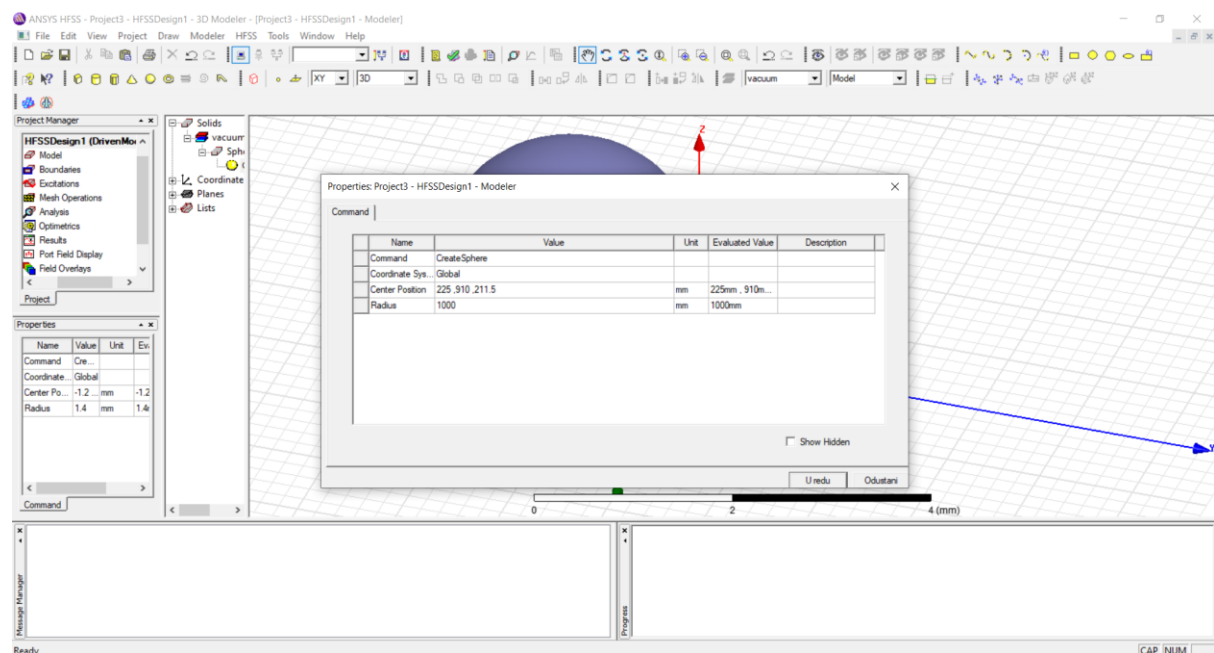 ANSYS HFSS - Project3 - HFSSDesign1 - 3D Modeler - [Project3 - HFSSDesign1 - Modeler]
File Edit View Project Draw Modeler HFSS Tools Window Help
XY 3D vacuum Model
Project Manager
HFSSDesign1 (DrivenMo
Model
Boundaries
Excitations
Mesh Operations
Analysis
Optimetrics
Results
Port Field Display
Field Overlays
Project
Properties
Name Value Unit Ev
Command Cre...
Coordinate... Global
Center Po... -1.2 ... mm -1.2
Radius 1.4 mm 1.4
Command
Solids
vacuum
Sph
Coordinate
Planes
Lists
Z
Properties: Project3 - HFSSDesign1 - Modeler
Command
Name Value Unit Evaluated Value Description
Command CreateSphere
Coordinate Sys... Global
Center Position 225 ,910 ,211.5 mm 225mm , 910m...
Radius 1000 mm 1000mm
Show Hidden
U redu Odustani
Y
0 2 4 (mm)
Message Manager
Progress
Ready
CAP NUM